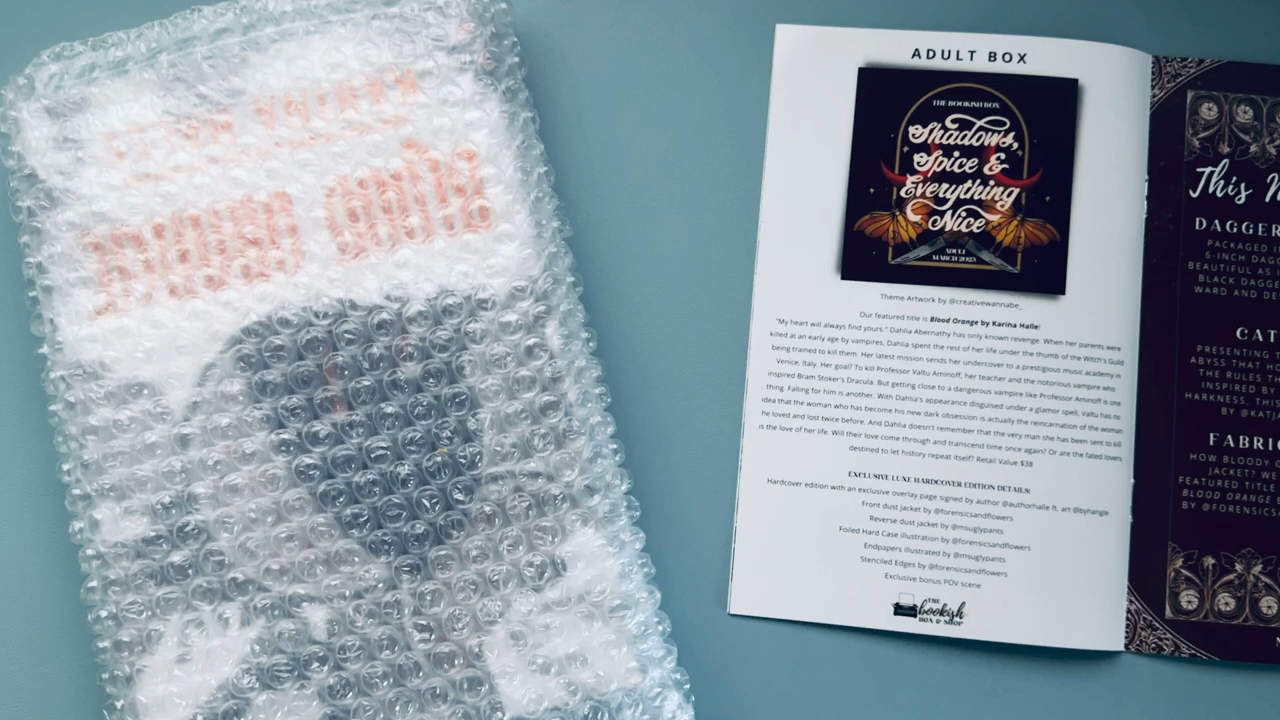 ADULT BOX
THE BOOKISH BOX
Shadows,
Spice &
Everything
Nice
ADULT
MARCH 2025
Theme Artwork by @creativewannabe_
Our featured title is Blood Orange by Karina Halle!
"My heart will always find yours." Dahlia Abernathy has only known revenge. When her parents were
killed at an early age by vampires, Dahlia spent the rest of her life under the thumb of the Witch's Guild
being trained to kill them. Her latest mission sends her undercover to a prestigious music academy in
Venice, Italy. Her goal? To kill Professor Valtu Aminoff, her teacher and the notorious vampire who
inspired Bram Stoker's Dracula. But getting close to a dangerous vampire like Professor Aminoff is one
thing. Falling for him is another. With Dahlia's appearance disguised under a glamor spell, Valtu has no
idea that the woman who has become his new dark obsession is actually the reincarnation of the woman
he loved and lost twice before. And Dahlia doesn't remember that the very man she has been sent to kill
is the love of her life. Will their love come through and transcend time once again? Or are the fated lovers
destined to let history repeat itself? Retail Value $38
EXCLUSIVE LUXE HARDCOVER EDITION DETAILS:
Hardcover edition with an exclusive overlay page signed by author @authorhalle ft. art @byhangle
Front dust jacket by @forensicsandflowers
Reverse dust jacket by @msuglypants
Foiled Hard Case illustration by @forensicsandflowers
Endpapers illustrated by @msuglypants
Stenciled Edges by @forensicsandflowers
Exclusive bonus POV scene
THE
bookish
BOX & SHOP
This
DAGGER
PACKAGED
6-INCH DAG
BEAUTIFUL AS
BLACK DAGGE
WARD AND DE
CAT
PRESENTING
ABYSS THAT HO
THE RULES TH
INSPIRED BY
HARKNESS, THIS
BY @KATJ
FABRI
HOW BLOODY
JACKET? WE
FEATURED TITLE
BLOOD ORANGE
BY @FORENSICSA